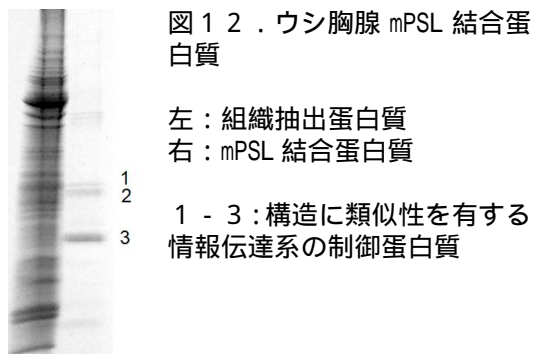 図１２．ウシ胸腺 mPSL 結合蛋
白質
左：組織抽出蛋白質
右：mPSL 結合蛋白質
１‐３：構造に類似性を有する
情報伝達系の制御蛋白質
1
2
3